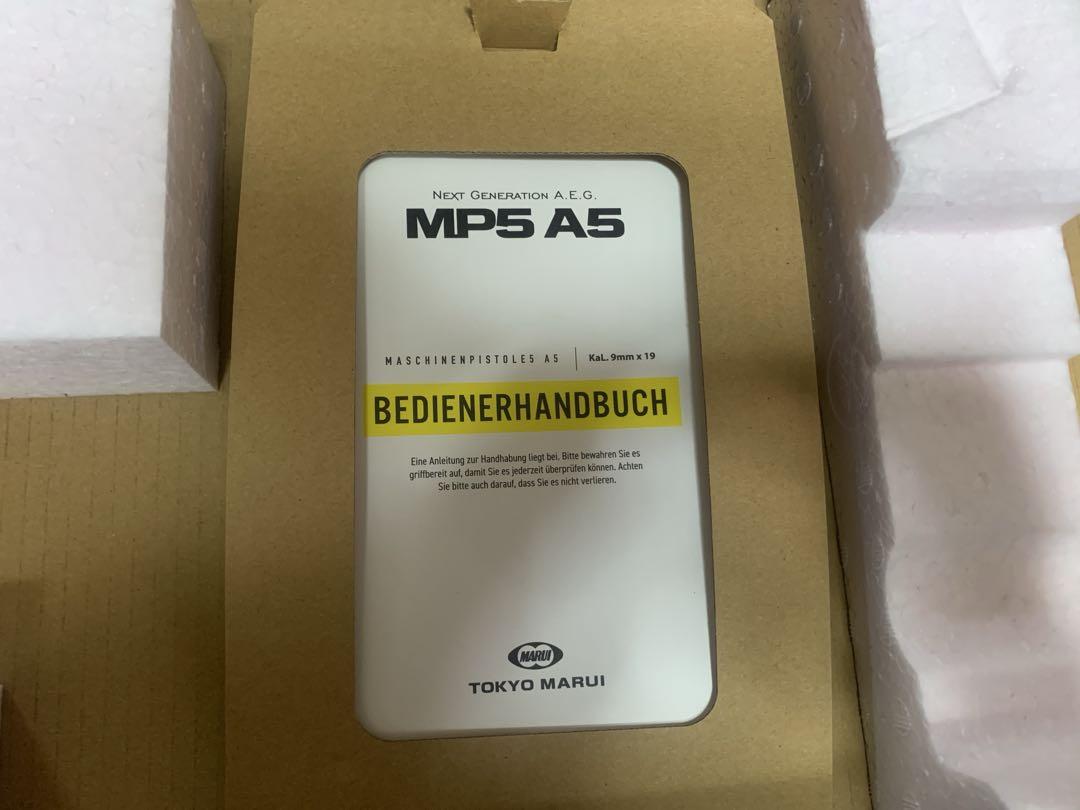 NEXT GENERATION A.E.G.
MP5 A5
MASCHINENPISTOLE5 A5 | KaL. 9mm x 19
BEDIENERHANDBUCH
Eine Anleitung zur Handhabung liegt bei. Bitte bewahren Sie es
griffbereit auf, damit Sie es jederzeit überprüfen können. Achten
Sie bitte auch darauf, dass Sie es nicht verlieren.
MARUI
TOKYO MARUI